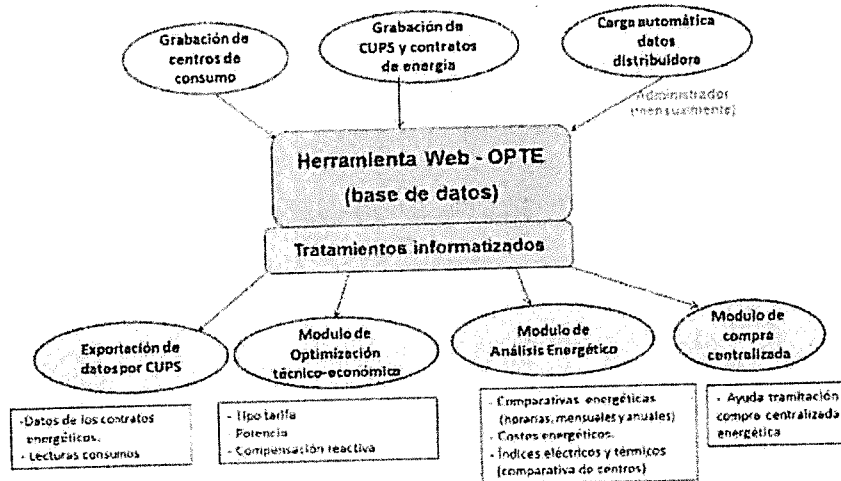 Grabación de
centros de
consumo
Grabación de
CUPS y contratos
de energia
Carga automática
datos
distribuidora
Administrador
(mensualmente)
Herramienta Web - OPTE
(base de datos)
Tratamientos informatizados
Exportación de
datos por CUPS
Modulo de
Optimización
técnico-económico
Modulo de
Análisis Energético
Modulo de
compra
centralizada
-Datos de los contratos
energéticos.
- Lecturas consumos
- Tipo tarifa
- Potencia
- Compensación reactiva
- Comparativas energéticas
(horarias, mensuales y anuales)
- Costes energéticos.
- Índices eléctricos y térmicos
(comparativa de centros)
- Ayuda tramitación
compra centralizada
energética